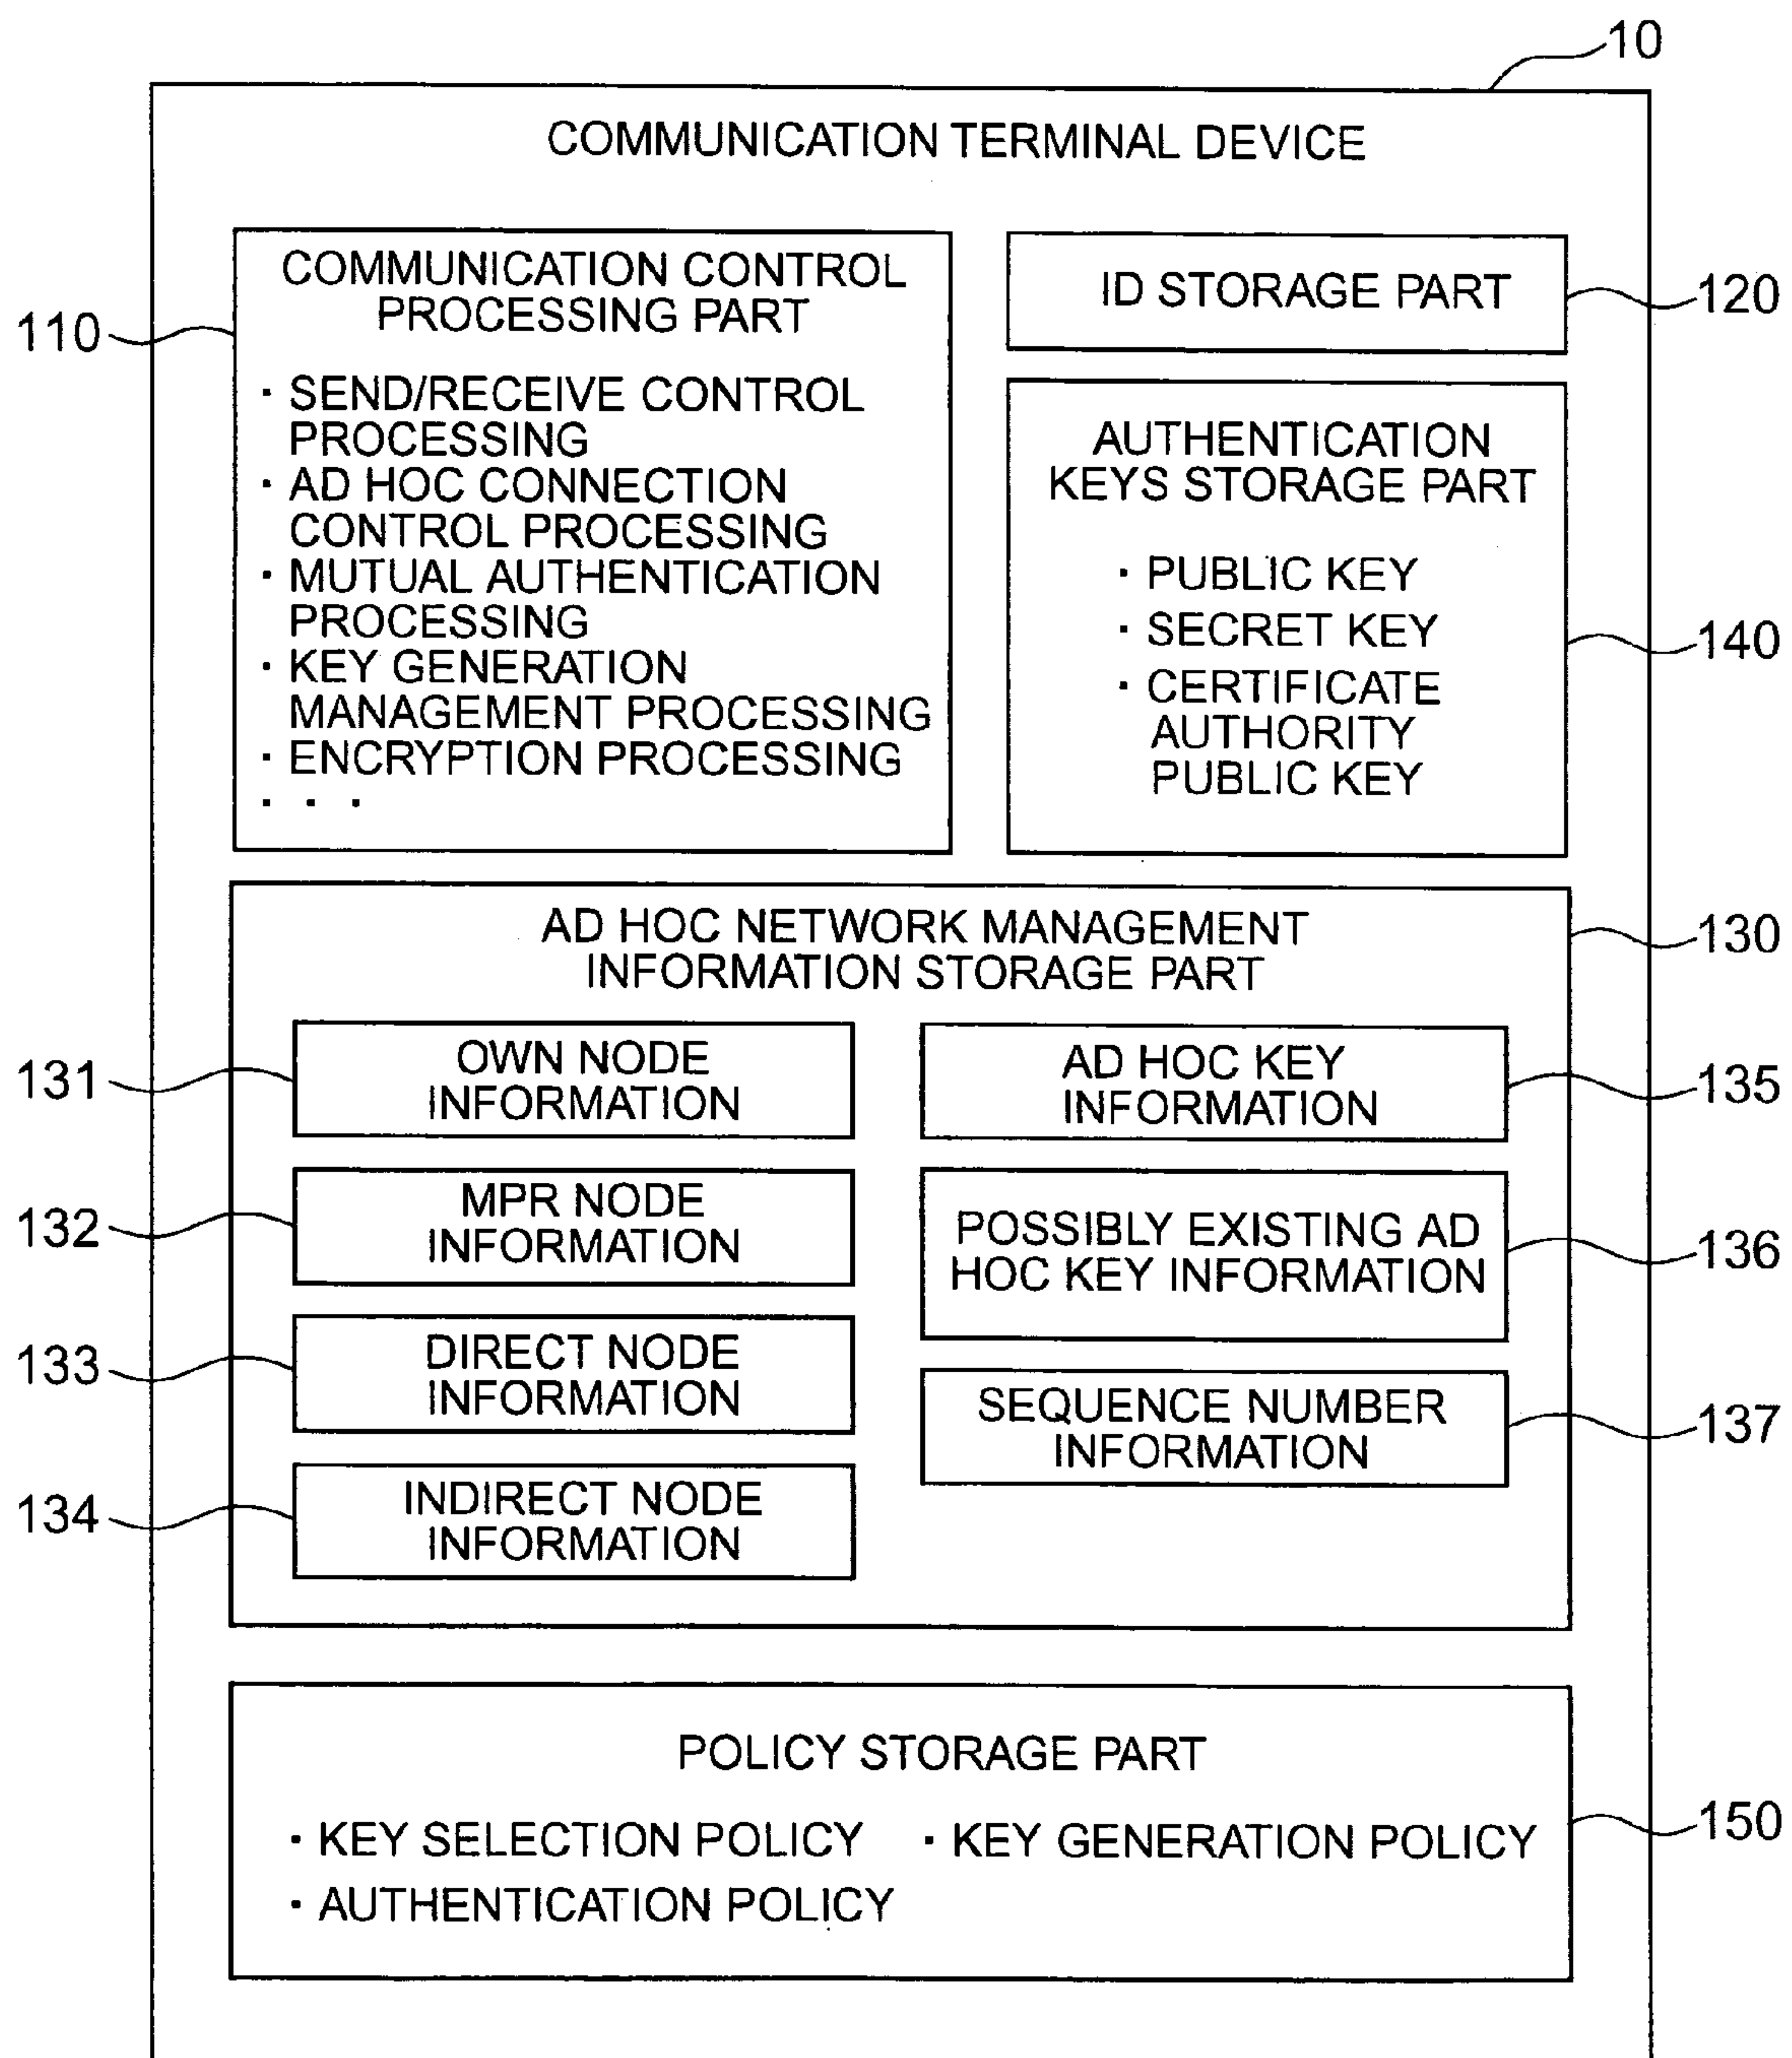 10
COMMUNICATION TERMINAL DEVICE
110
COMMUNICATION CONTROL
PROCESSING PART
· SEND/RECEIVE CONTROL
PROCESSING
· AD HOC CONNECTION
CONTROL PROCESSING
· MUTUAL AUTHENTICATION
PROCESSING
· KEY GENERATION
MANAGEMENT PROCESSING
· ENCRYPTION PROCESSING
· · ·
ID STORAGE PART
120
AUTHENTICATION
KEYS STORAGE PART
· PUBLIC KEY
· SECRET KEY
· CERTIFICATE
AUTHORITY
PUBLIC KEY
140
AD HOC NETWORK MANAGEMENT
INFORMATION STORAGE PART
130
131
OWN NODE
INFORMATION
132
MPR NODE
INFORMATION
133
DIRECT NODE
INFORMATION
134
INDIRECT NODE
INFORMATION
AD HOC KEY
INFORMATION
135
POSSIBLY EXISTING AD
HOC KEY INFORMATION
136
SEQUENCE NUMBER
INFORMATION
137
POLICY STORAGE PART
· KEY SELECTION POLICY
· KEY GENERATION POLICY
· AUTHENTICATION POLICY
150